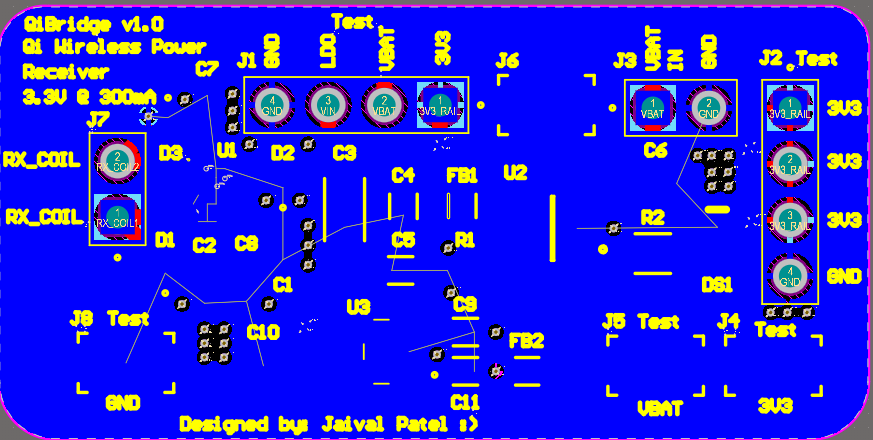 QiBridge v1.0
Qi Wireless Power
Receiver
3.3V @ 300mA
Test
C7
J1
GND
LDO
VBAT
3V3
J6
J3
VBAT
IN
GND
J2
Test
J7
4
GND
3
VIN
2
VBAT
1
3V3_RAIL
1
VBAT
2
GND
1
3V3_RAIL
3V3
RX_COIL
2
RX_COIL2
D3
U1
D2
C3
C6
2
3V3_RAIL
3V3
C4
FB1
U2
RX_COIL
1
RX_COIL1
R2
3
3V3_RAIL
3V3
D1
C2
C8
C5
R1
4
GND
GND
C1
DS1
U3
C9
J8
Test
C10
FB2
J5
Test
J4
Test
GND
C11
VBAT
3V3
Designed by: Jaival Patel :)